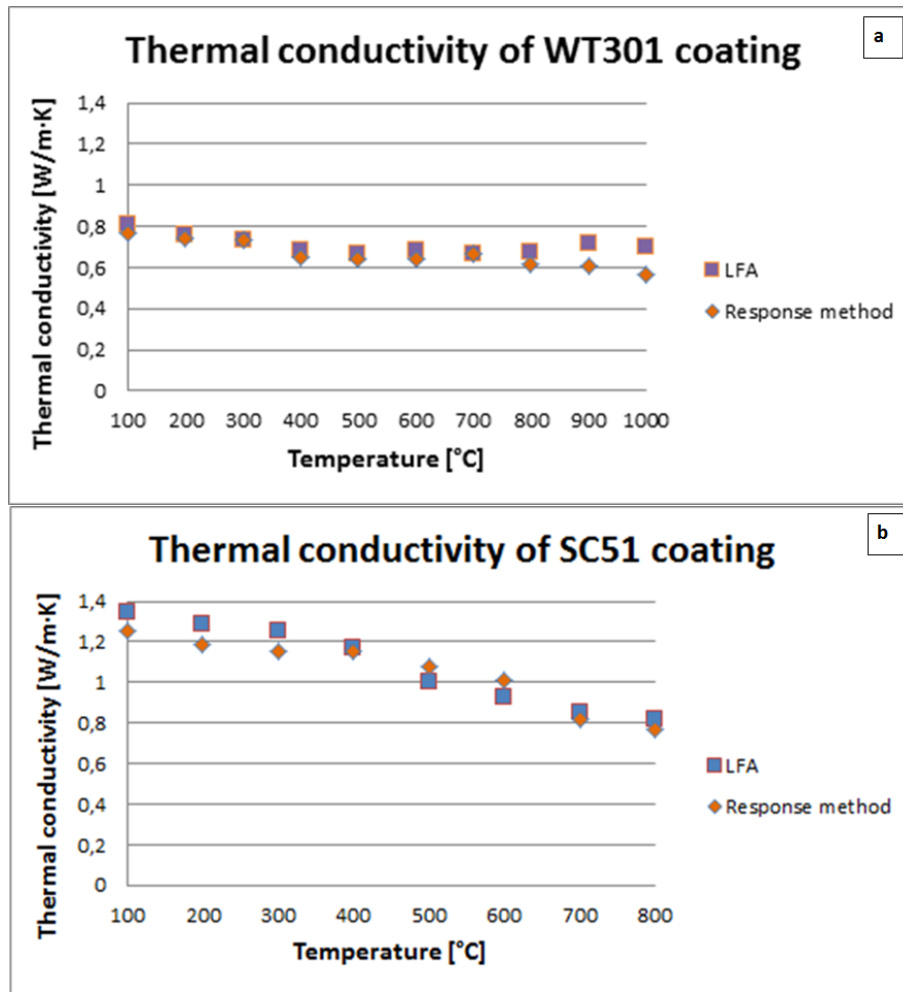 Thermal conductivity of WT301 coating
a
Thermal conductivity [W/m·K]
1,4
1,2
1
0,8
0,6
0,4
0,2
0
100 200 300 400 500 600 700 800 900 1000
Temperature [°C]
LFA
Response method
Thermal conductivity of SC51 coating
b
Thermal conductivity [W/m·K]
1,4
1,2
1
0,8
0,6
0,4
0,2
0
100 200 300 400 500 600 700 800
Temperature [°C]
LFA
Response method